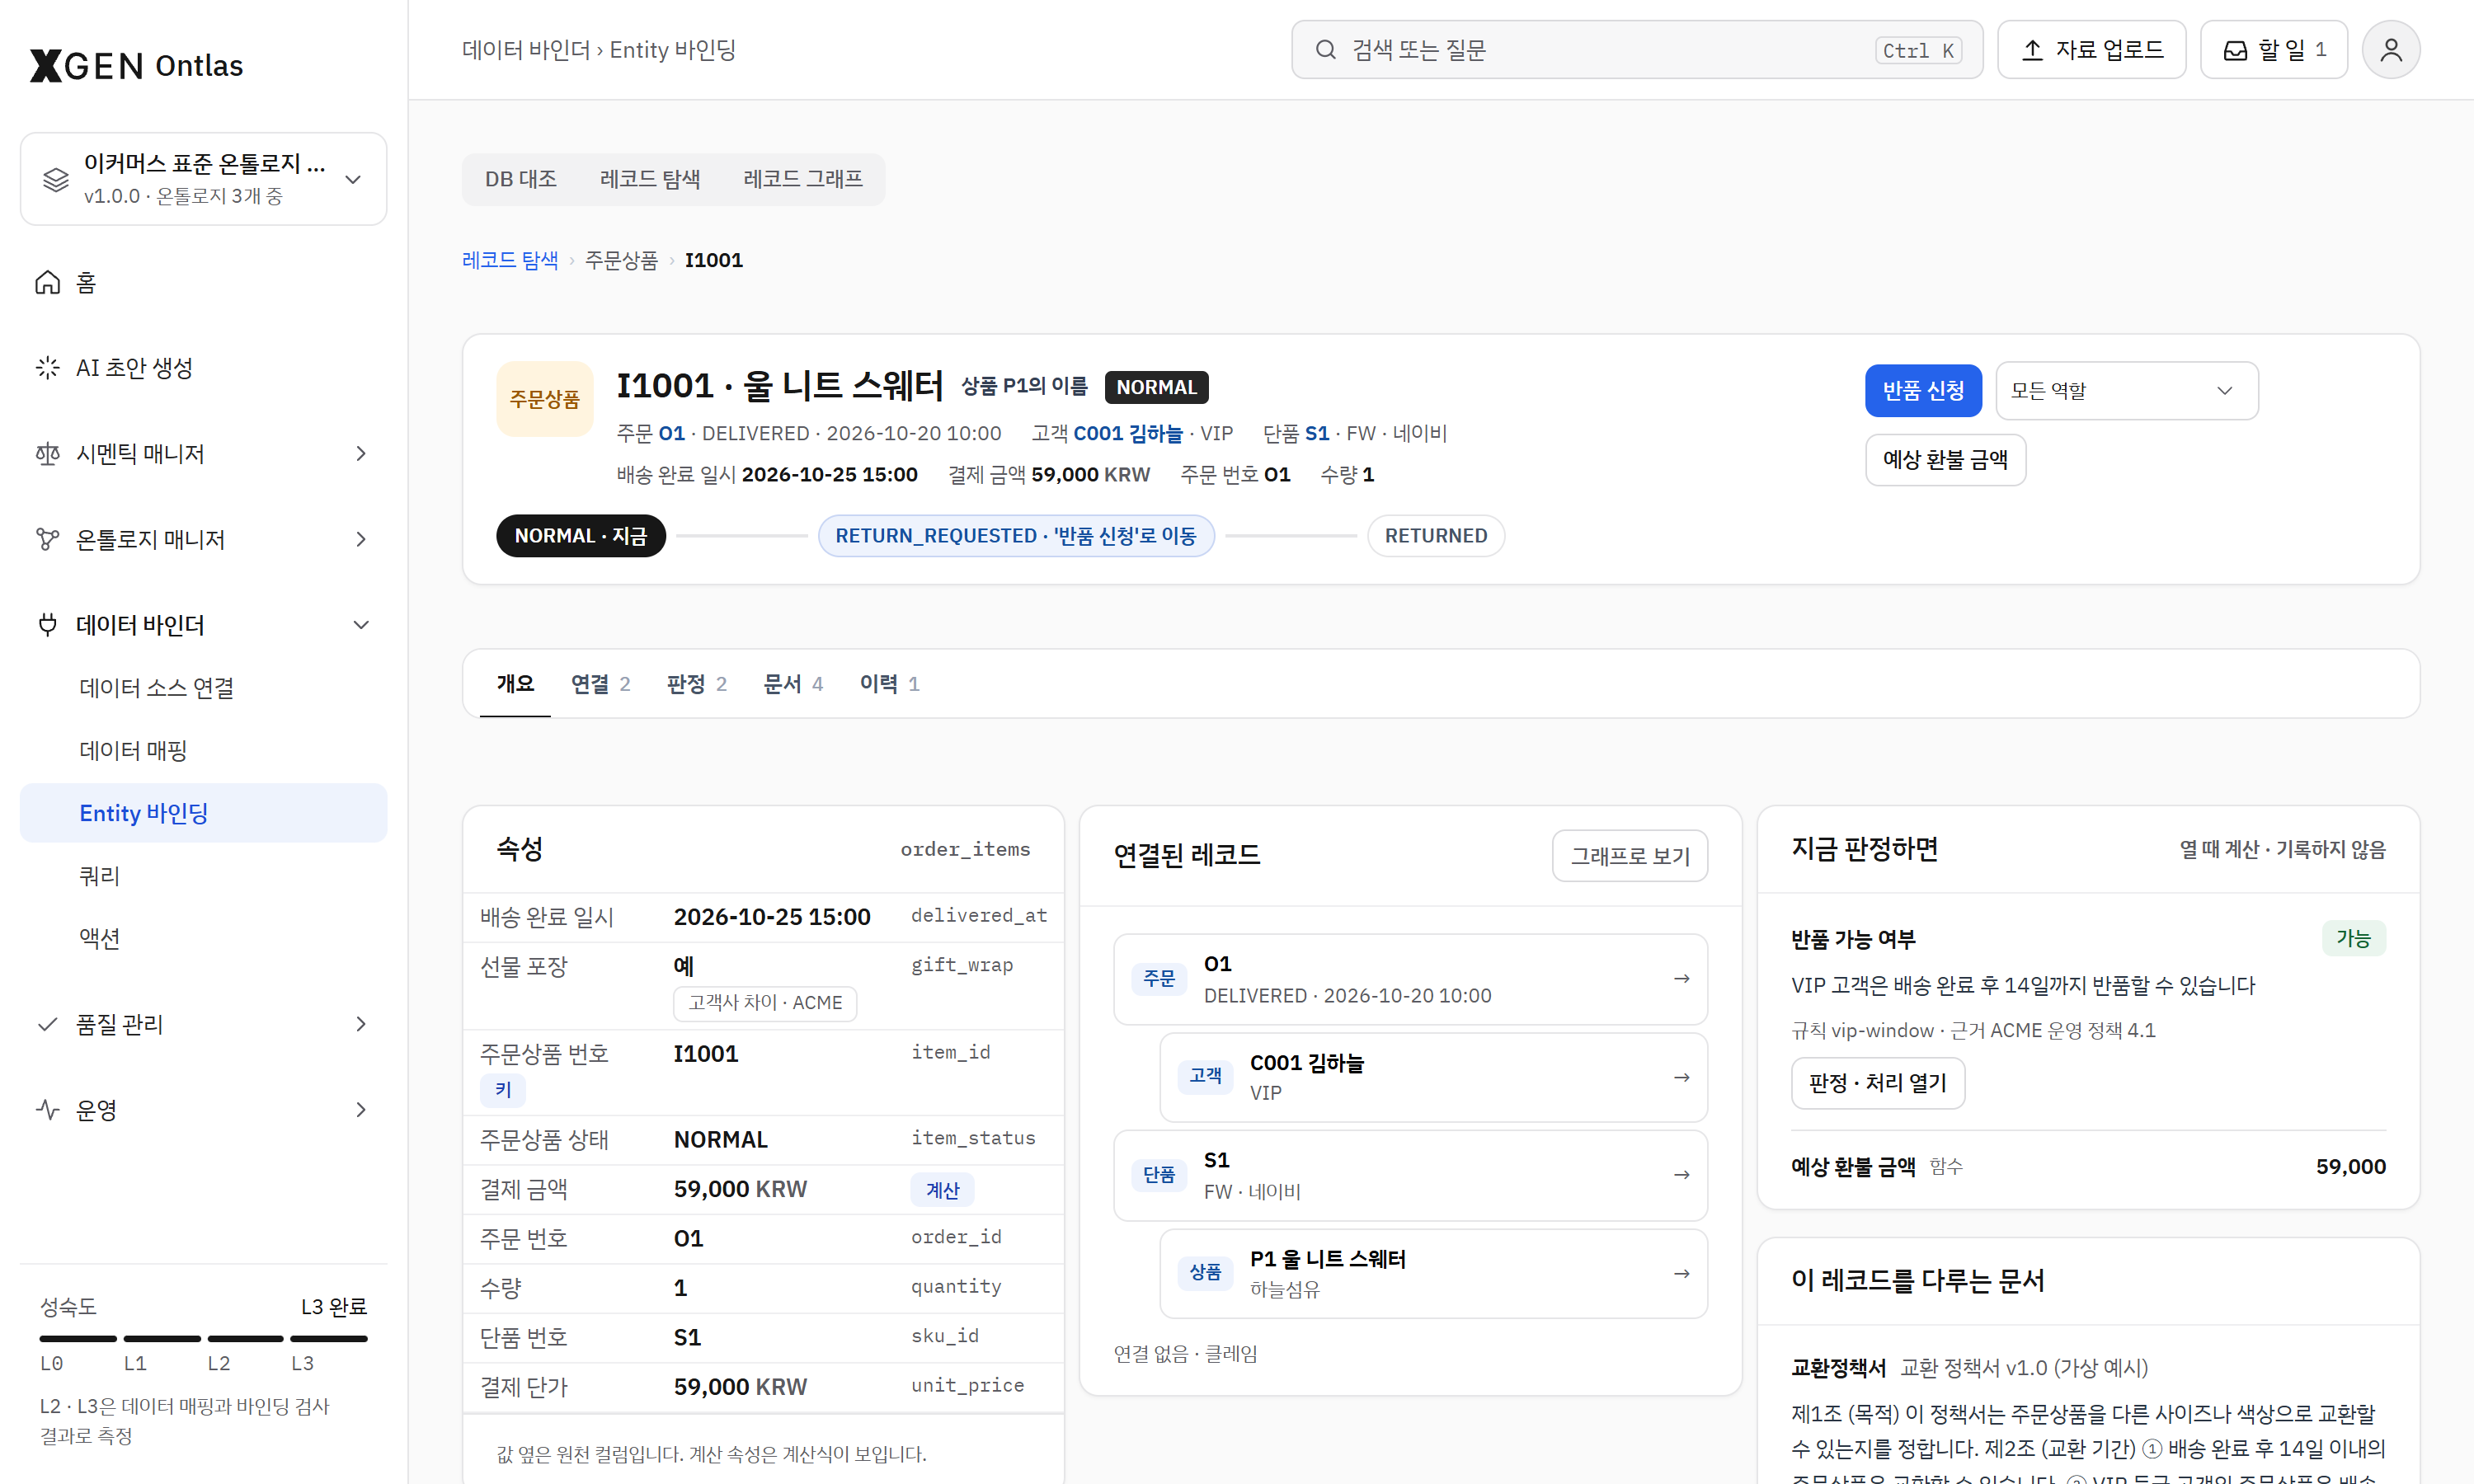 XGEN Ontlas
이커머스 표준 온톨로지 ...
v1.0.0 · 온톨로지 3개 중
홈
AI 초안 생성
시멘틱 매니저
온톨로지 매니저
데이터 바인더
데이터 소스 연결
데이터 매핑
Entity 바인딩
쿼리
액션
품질 관리
운영
성숙도 L3 완료
L0 L1 L2 L3
L2 · L3은 데이터 매핑과 바인딩 검사
결과로 측정
데이터 바인더 › Entity 바인딩
검색 또는 질문 Ctrl K
자료 업로드
할 일 1
DB 대조 레코드 탐색 레코드 그래프
레코드 탐색 › 주문상품 › I1001
주문상품
I1001 · 울 니트 스웨터 상품 P1의 이름 NORMAL
주문 O1 · DELIVERED · 2026-10-20 10:00 고객 C001 김하늘 · VIP 단품 S1 · FW · 네이비
배송 완료 일시 2026-10-25 15:00 결제 금액 59,000 KRW 주문 번호 O1 수량 1
반품 신청 모든 역할
예상 환불 금액
NORMAL · 지금 RETURN_REQUESTED · '반품 신청'로 이동 RETURNED
개요 연결 2 판정 2 문서 4 이력 1
속성 order_items
배송 완료 일시 2026-10-25 15:00 delivered_at
선물 포장 예 gift_wrap
고객사 차이 · ACME
주문상품 번호 I1001 item_id
키
주문상품 상태 NORMAL item_status
결제 금액 59,000 KRW 계산
주문 번호 O1 order_id
수량 1 quantity
단품 번호 S1 sku_id
결제 단가 59,000 KRW unit_price
값 옆은 원천 컬럼입니다. 계산 속성은 계산식이 보입니다.
연결된 레코드 그래프로 보기
주문 O1 →
DELIVERED · 2026-10-20 10:00
고객 C001 김하늘 →
VIP
단품 S1 →
FW · 네이비
상품 P1 울 니트 스웨터 →
하늘섬유
연결 없음 · 클레임
지금 판정하면 열 때 계산 · 기록하지 않음
반품 가능 여부 가능
VIP 고객은 배송 완료 후 14일까지 반품할 수 있습니다
규칙 vip-window · 근거 ACME 운영 정책 4.1
판정 · 처리 열기
예상 환불 금액 함수 59,000
이 레코드를 다루는 문서
교환정책서 교환 정책서 v1.0 (가상 예시)
제1조 (목적) 이 정책서는 주문상품을 다른 사이즈나 색상으로 교환할
수 있는지를 정합니다. 제2조 (교환 기간) ① 배송 완료 후 14일 이내의
주문상품은 교환할 수 있습니다. ② VIP 등급 고객의 주문상품은 배송